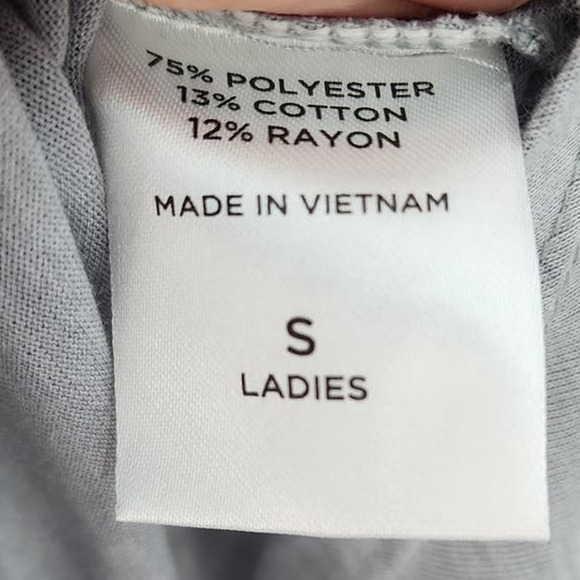 75% POLYESTER
13% COTTON
12% RAYON
MADE IN VIETNAM
S
LADIES